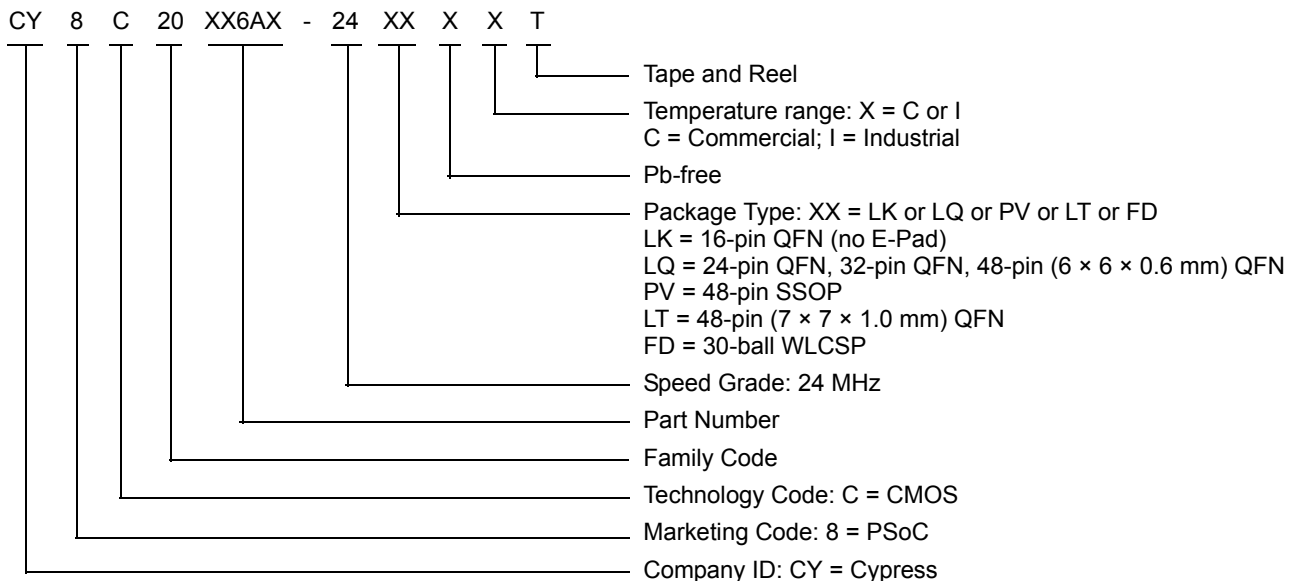 CY 8 C 20 XX6AX - 24 XX X X T
Tape and Reel
Temperature range: X = C or I
C = Commercial; I = Industrial
Pb-free
Package Type: XX = LK or LQ or PV or LT or FD
LK = 16-pin QFN (no E-Pad)
LQ = 24-pin QFN, 32-pin QFN, 48-pin (6 × 6 × 0.6 mm) QFN
PV = 48-pin SSOP
LT = 48-pin (7 × 7 × 1.0 mm) QFN
FD = 30-ball WLCSP
Speed Grade: 24 MHz
Part Number
Family Code
Technology Code: C = CMOS
Marketing Code: 8 = PSoC
Company ID: CY = Cypress